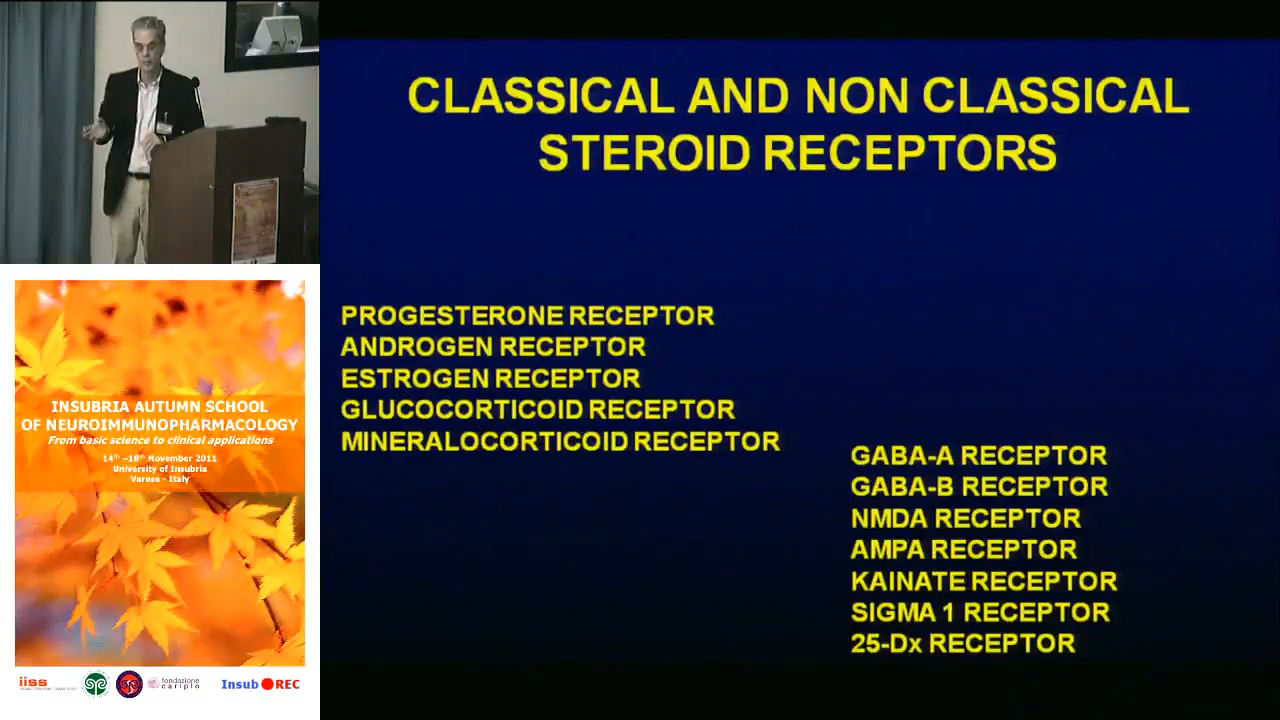 CLASSICAL AND NON CLASSICAL
STEROID RECEPTORS
PROGESTERONE RECEPTOR
ANDROGEN RECEPTOR
ESTROGEN RECEPTOR
GLUCOCORTICOID RECEPTOR
MINERALOCORTICOID RECEPTOR
GABA-A RECEPTOR
GABA-B RECEPTOR
NMDA RECEPTOR
AMPA RECEPTOR
KAINATE RECEPTOR
SIGMA 1 RECEPTOR
25-Dx RECEPTOR
INSUBRIA AUTUMN SCHOOL
OF NEUROIMMUNOPHARMACOLOGY
From basic science to clinical applications
14th –18th November 2011
University of Insubria
Varese - Italy
iiss
fondazione
cariplo
Insub REC